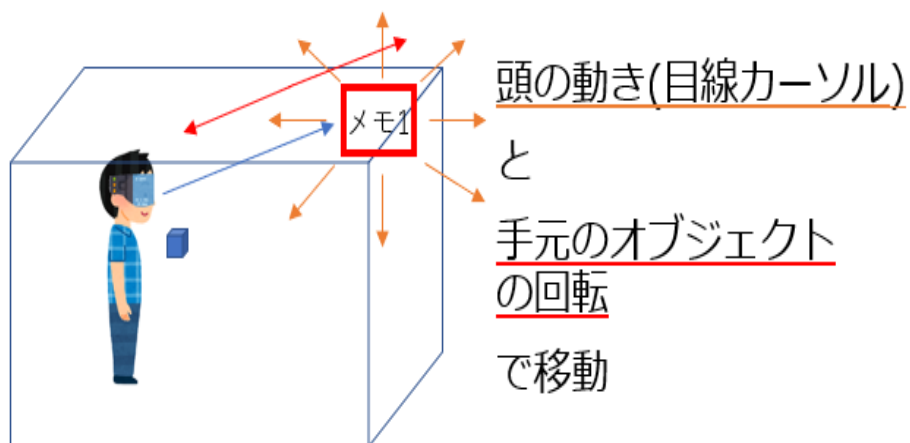 メモ1
頭の動き(目線カーソル)
と
手元のオブジェクト
の回転
で移動